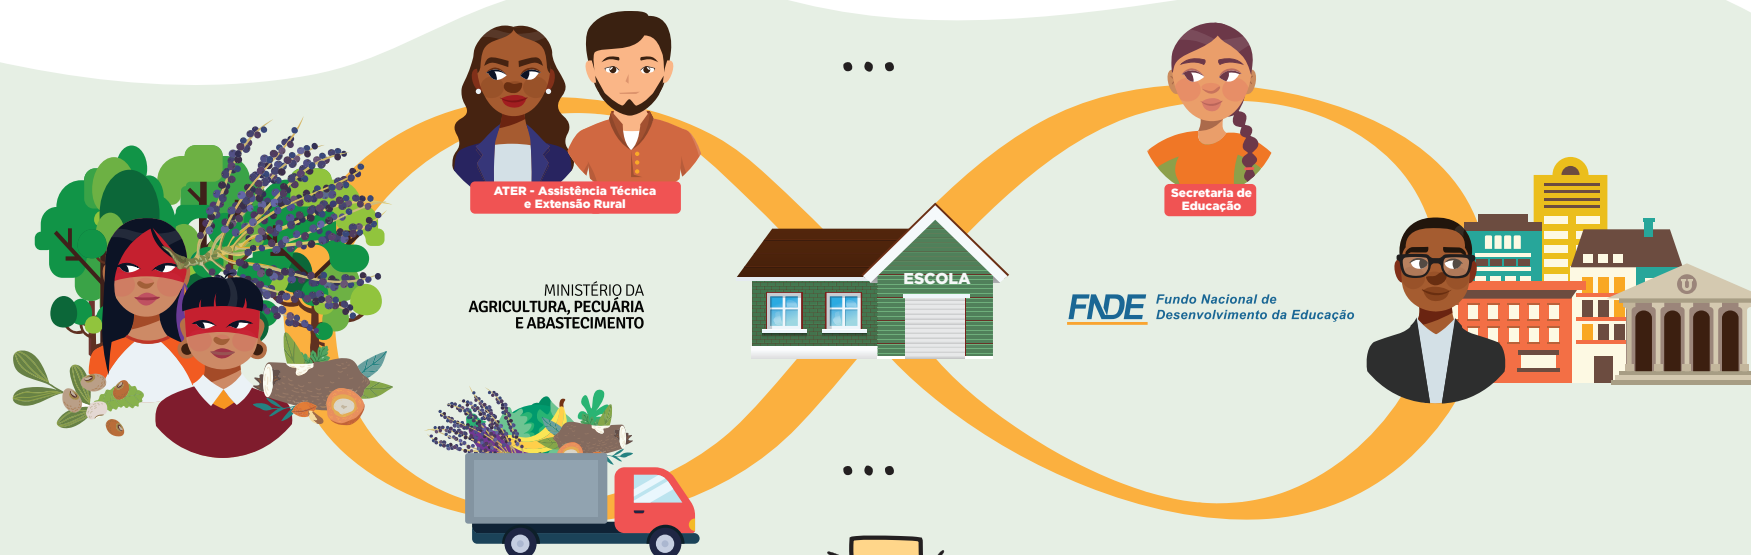 ATER - Assistência Técnica
e Extensão Rural
Secretaria de
Educação
MINISTÉRIO DA
AGRICULTURA, PECUÁRIA
E ABASTECIMENTO
ESCOLA
FNDE
Fundo Nacional de
Desenvolvimento da Educação